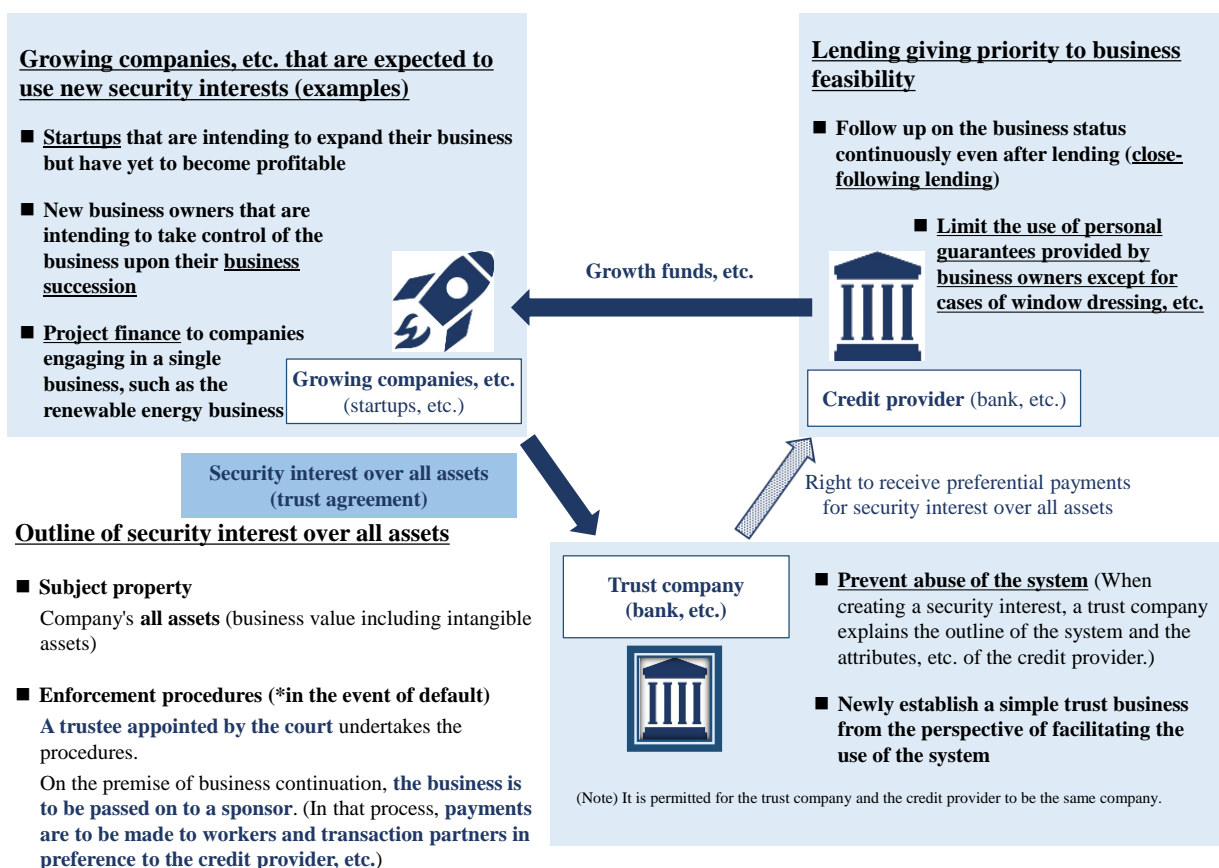 Growing companies, etc. that are expected to
use new security interests (examples)
■ Startups that are intending to expand their business
but have yet to become profitable
■ New business owners that are
intending to take control of the
business upon their business
succession
■ Project finance to companies
engaging in a single
business, such as the
renewable energy business
Growing companies, etc.
(startups, etc.)
Growth funds, etc.
Lending giving priority to business
feasibility
■ Follow up on the business status
continuously even after lending (close-
following lending)
■ Limit the use of personal
guarantees provided by
business owners except for
cases of window dressing, etc.
Credit provider (bank, etc.)
Security interest over all assets
(trust agreement)
Right to receive preferential payments
for security interest over all assets
Outline of security interest over all assets
■ Subject property
Company's all assets (business value including intangible
assets)
■ Enforcement procedures (*in the event of default)
A trustee appointed by the court undertakes the
procedures.
On the premise of business continuation, the business is
to be passed on to a sponsor. (In that process, payments
are to be made to workers and transaction partners in
preference to the credit provider, etc.)
Trust company
(bank, etc.)
■ Prevent abuse of the system (When
creating a security interest, a trust company
explains the outline of the system and the
attributes, etc. of the credit provider.)
■ Newly establish a simple trust business
from the perspective of facilitating the
use of the system
(Note) It is permitted for the trust company and the credit provider to be the same company.